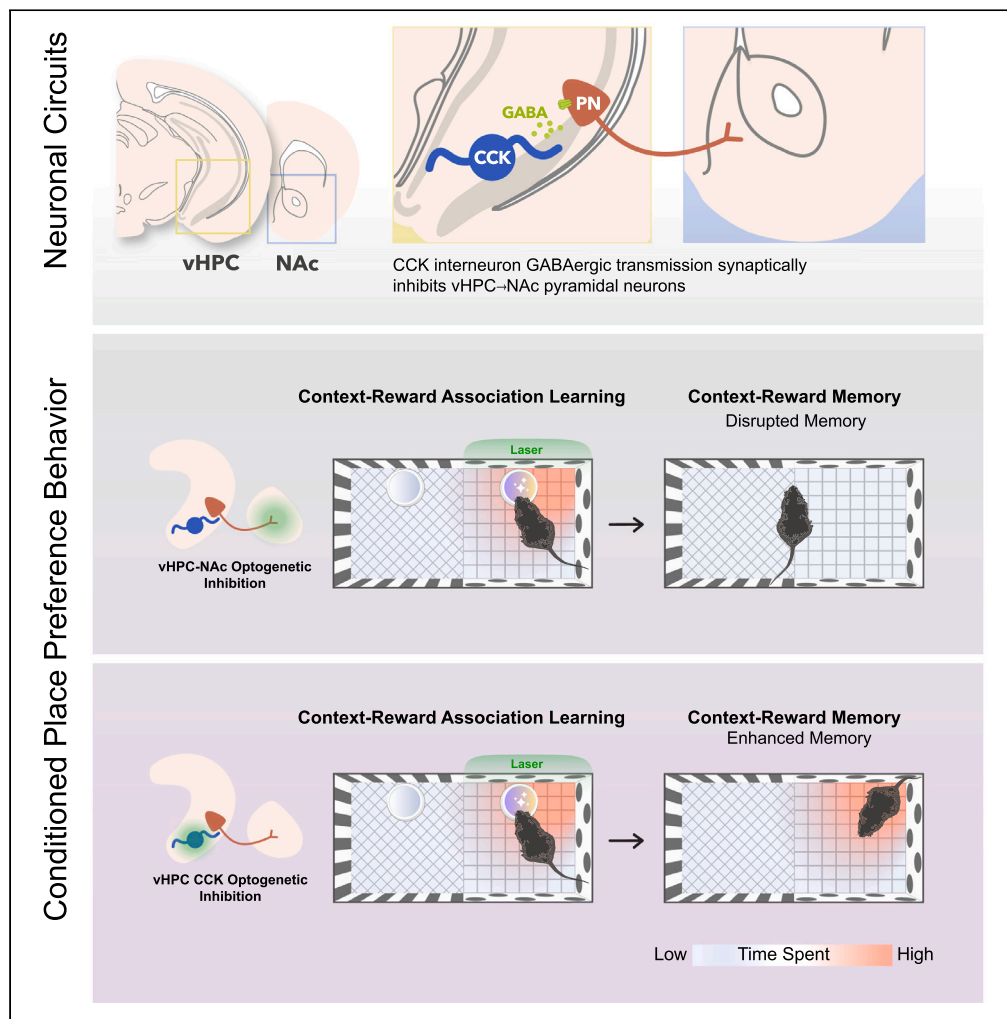 Neuronal Circuits
GABA
PN
CCK
vHPC
NAc
CCK interneuron GABAergic transmission synaptically
inhibits vHPC→NAc pyramidal neurons
Conditioned Place Preference Behavior
Context-Reward Association Learning
Context-Reward Memory
Disrupted Memory
Laser
vHPC-NAc Optogenetic
Inhibition
Context-Reward Association Learning
Context-Reward Memory
Enhanced Memory
Laser
vHPC CCK Optogenetic
Inhibition
Low Time Spent High